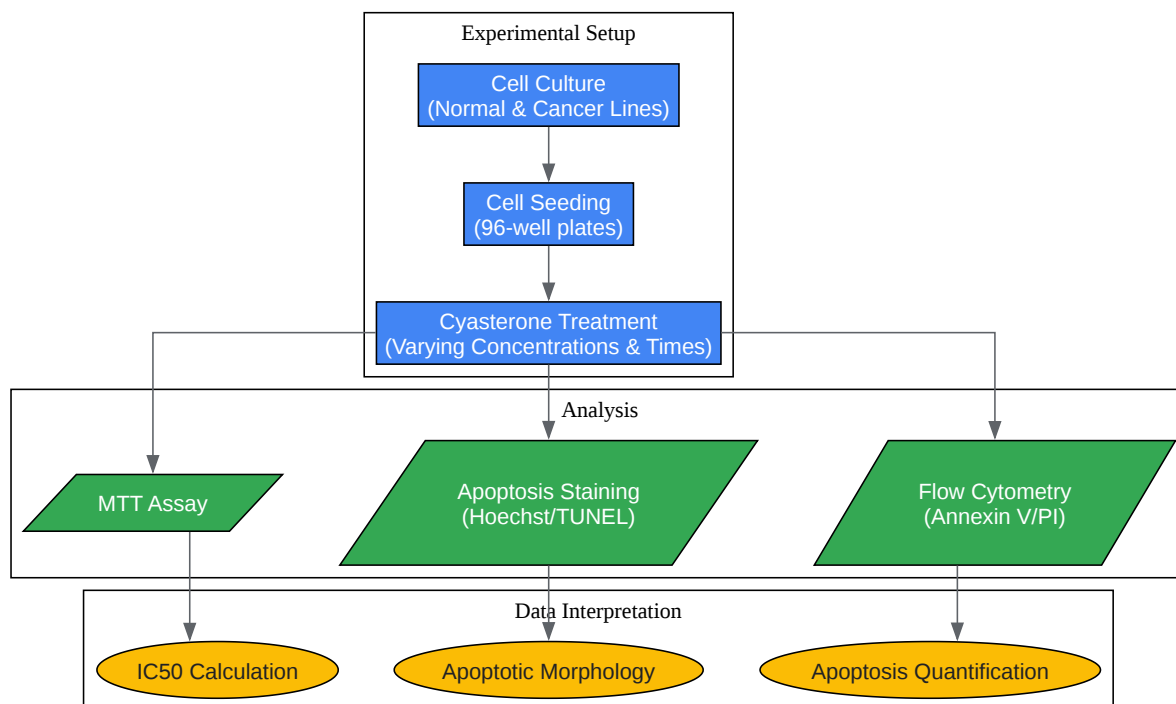 Experimental Setup
Cell Culture
(Normal & Cancer Lines)
Cell Seeding
(96-well plates)
Cyasterone Treatment
(Varying Concentrations & Times)
Analysis
MTT Assay
Apoptosis Staining
(Hoechst/TUNEL)
Flow Cytometry
(Annexin V/PI)
Data Interpretation
IC50 Calculation
Apoptotic Morphology
Apoptosis Quantification